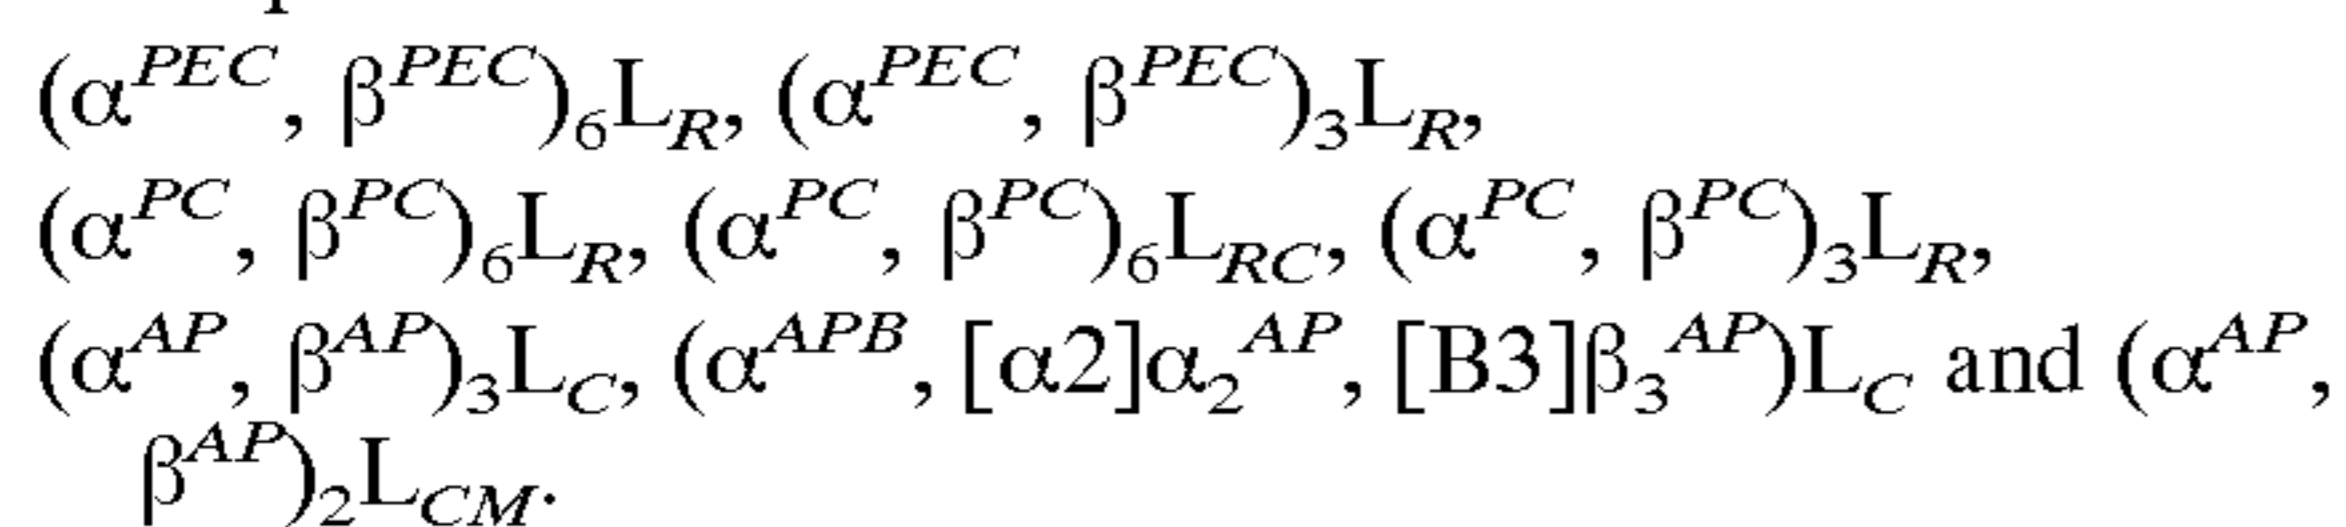 (α^PEC, β^PEC)_6L_R, (α^PEC, β^PEC)_3L_R,
(α^PC, β^PC)_6L_R, (α^PC, β^PC)_6L_RC, (α^PC, β^PC)_3L_R,
(α^AP, β^AP)_3L_C, (α^APB, [α2]α_2^AP, [B3]β_3^AP)L_C and (α^AP,
β^AP)_2L_CM.